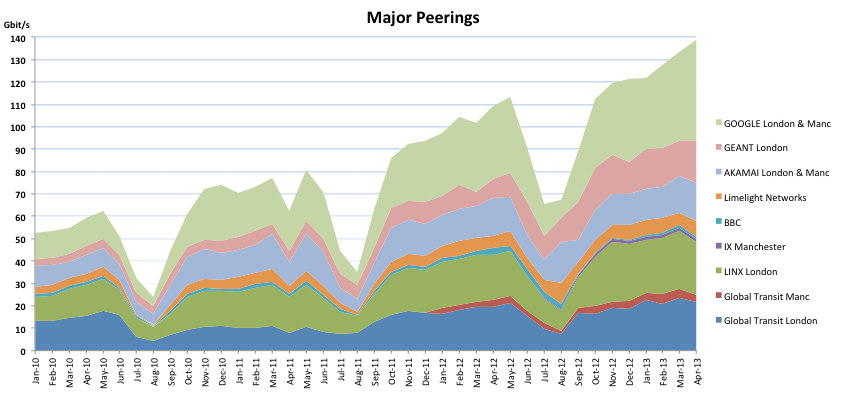 Major Peerings
Gbit/s
140
130
120
110
100
90
80
70
60
50
40
30
20
10
0
Jan-10
Feb-10
Mar-10
Apr-10
May-10
Jun-10
Jul-10
Aug-10
Sep-10
Oct-10
Nov-10
Dec-10
Jan-11
Feb-11
Mar-11
Apr-11
May-11
Jun-11
Jul-11
Aug-11
Sep-11
Oct-11
Nov-11
Dec-11
Jan-12
Feb-12
Mar-12
Apr-12
May-12
Jun-12
Jul-12
Aug-12
Sep-12
Oct-12
Nov-12
Dec-12
Jan-13
Feb-13
Mar-13
Apr-13
GOOGLE London & Manc
GEANT London
AKAMAI London & Manc
Limelight Networks
BBC
IX Manchester
LINX London
Global Transit Manc
Global Transit London